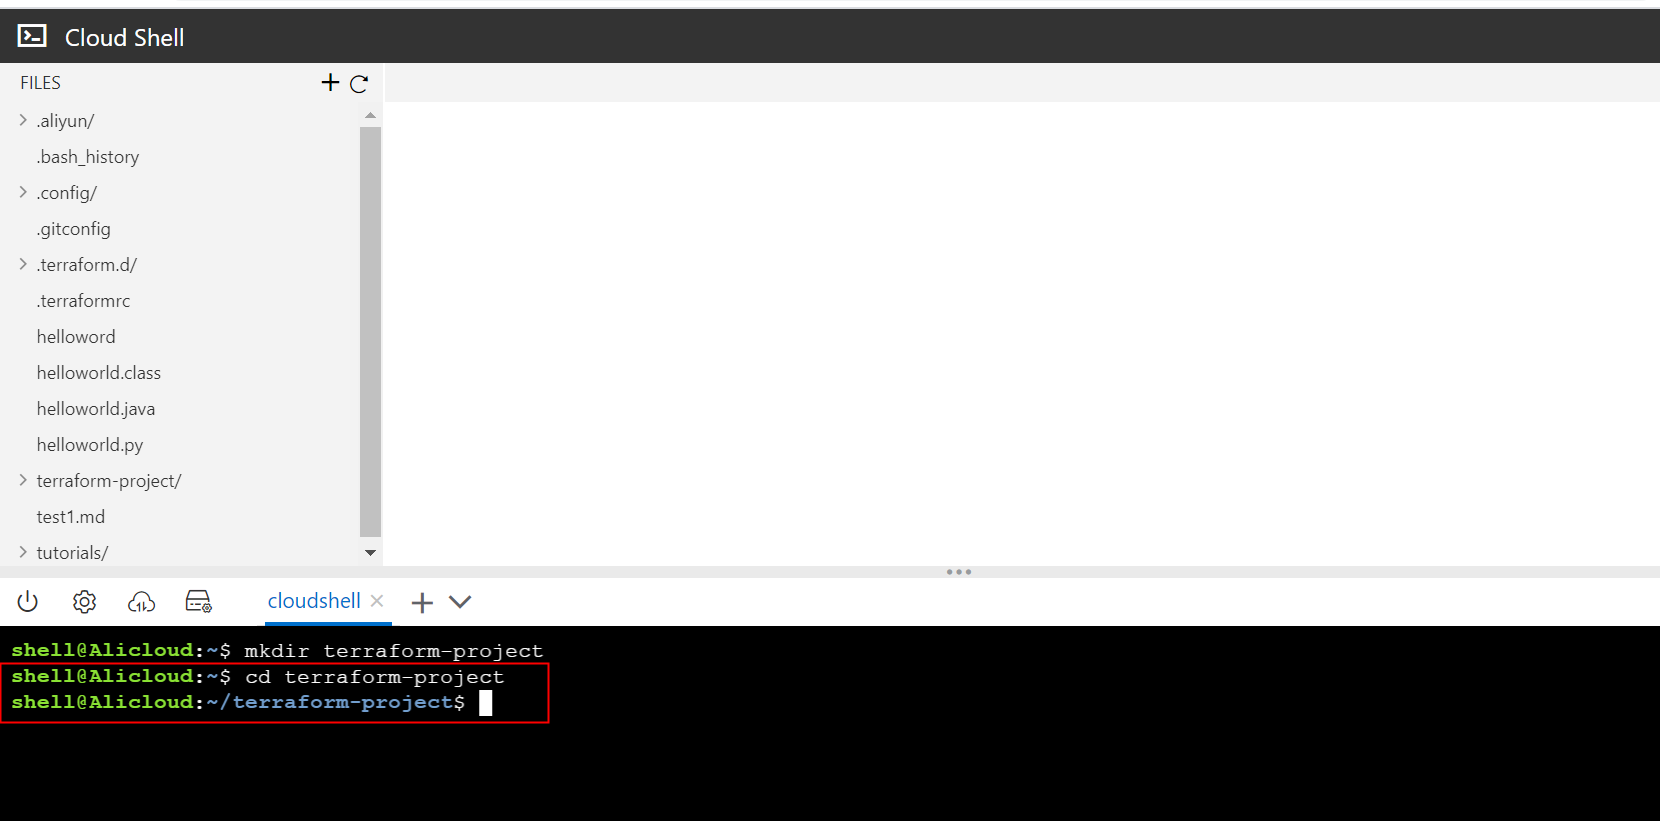 Cloud Shell
FILES
.aliyun/
.bash_history
.config/
.gitconfig
.terraform.d/
.terraformrc
helloword
helloworld.class
helloworld.java
helloworld.py
terraform-project/
test1.md
tutorials/
cloudshell
shell@Alicloud:~$ mkdir terraform-project
shell@Alicloud:~$ cd terraform-project
shell@Alicloud:~/terraform-project$